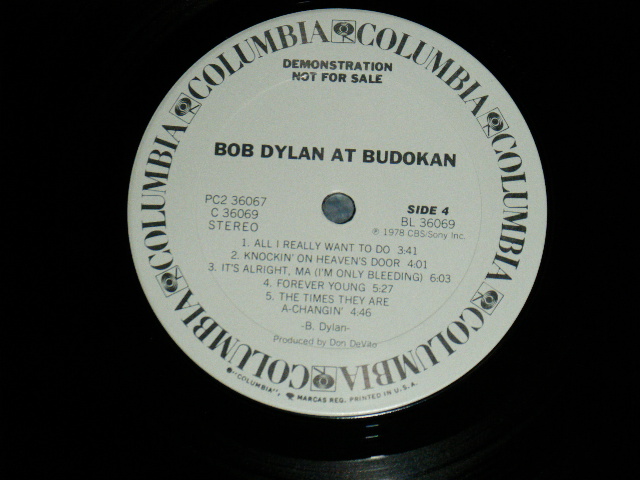 COLUMBIA COLUMBIA COLUMBIA COLUMBIA COLUMBIA COLUMBIA COLUMBIA
DEMONSTRATION
NOT FOR SALE
BOB DYLAN AT BUDOKAN
PC2 36067
C 36069
STEREO
SIDE 4
BL 36069
℗ 1978 CBS/Sony Inc.
1. ALL I REALLY WANT TO DO 3:41
2. KNOCKIN' ON HEAVEN'S DOOR 4:01
3. IT'S ALRIGHT, MA (I'M ONLY BLEEDING) 6:03
4. FOREVER YOUNG 5:27
5. THE TIMES THEY ARE
A-CHANGIN' 4:46
-B. Dylan-
Produced by Don DeVito
"COLUMBIA", MARCAS REG. PRINTED IN U.S.A.